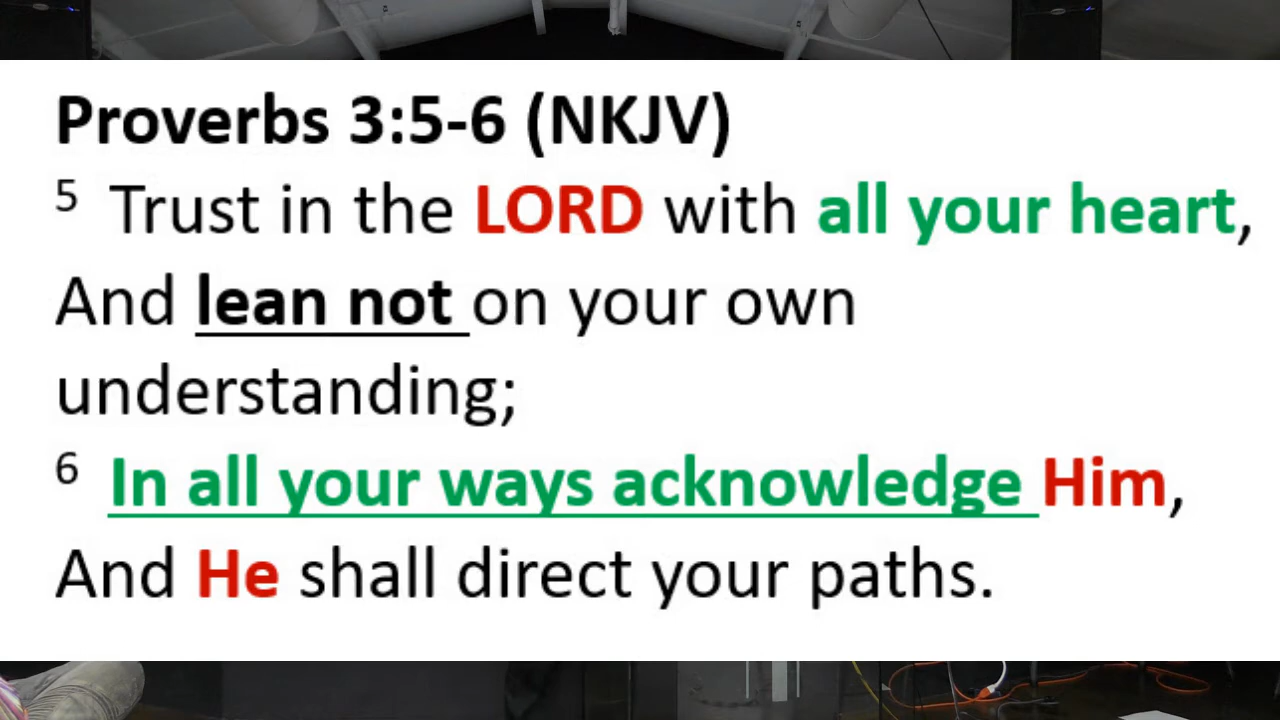 Proverbs 3:5-6 (NKJV)
5 Trust in the LORD with all your heart,
And lean not on your own
understanding;
6 In all your ways acknowledge Him,
And He shall direct your paths.